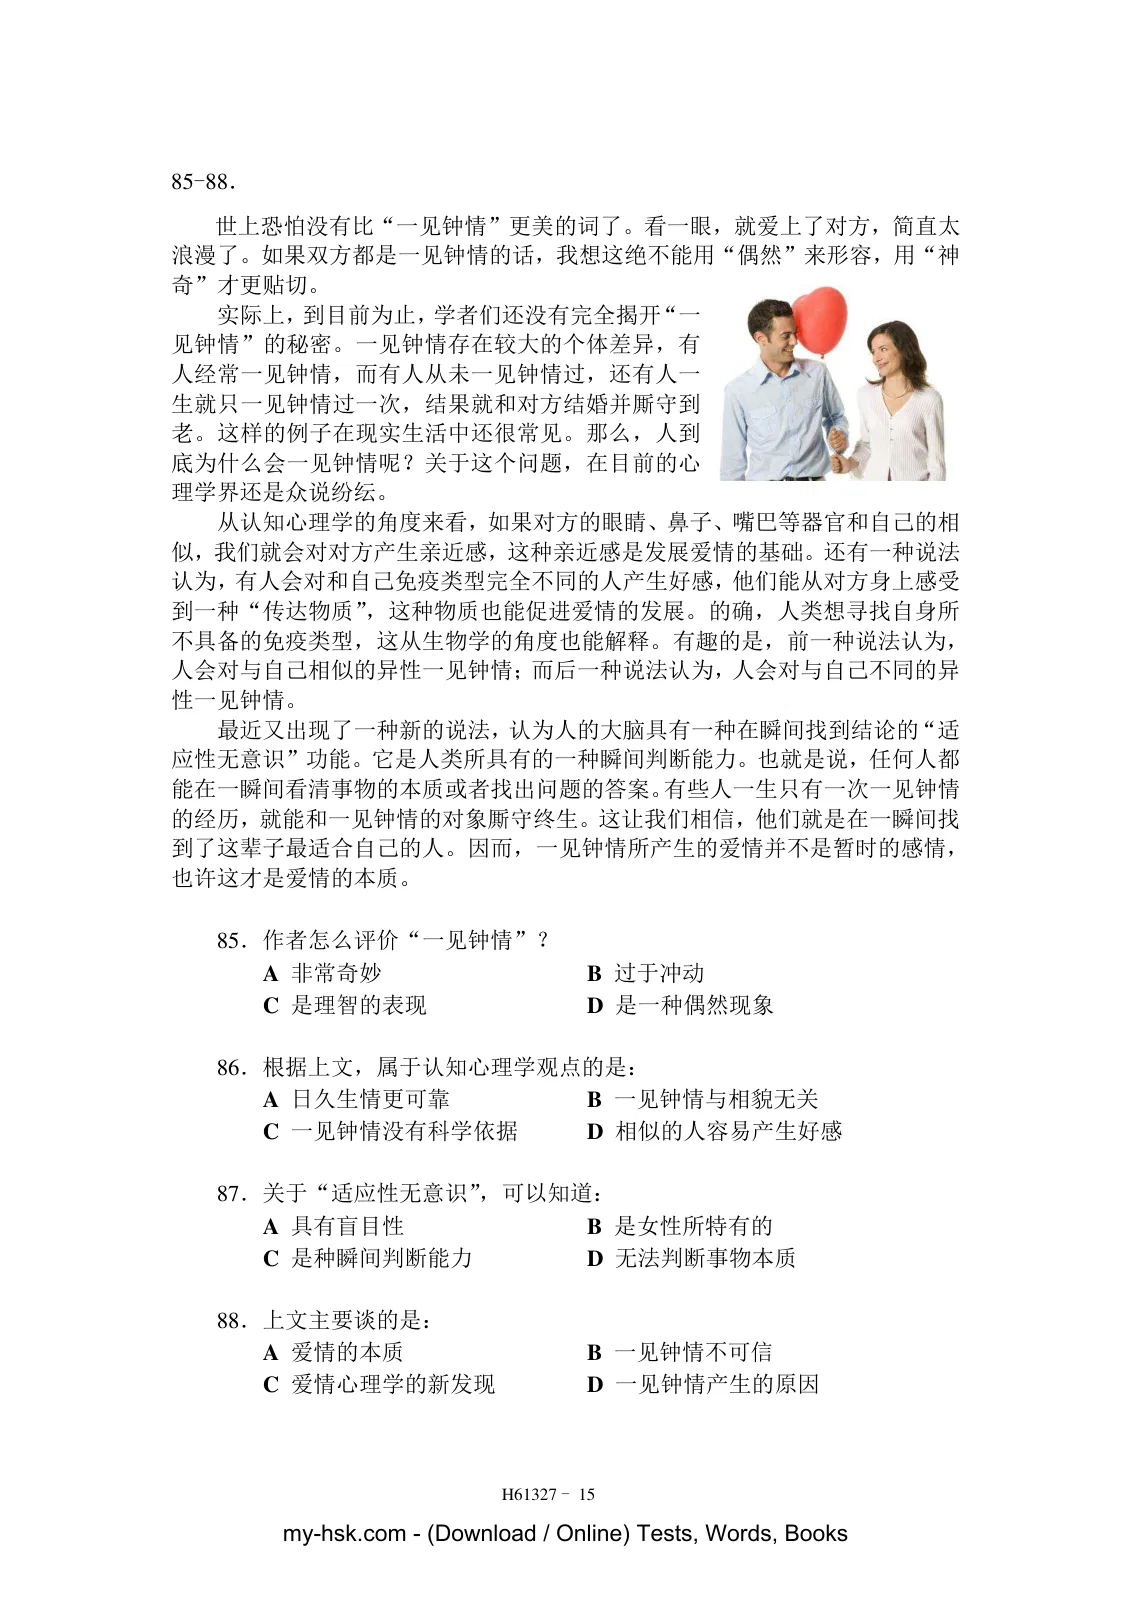 85-88．
世上恐怕没有比“一见钟情”更美的词了。看一眼，就爱上了对方，简直太
浪漫了。如果双方都是一见钟情的话，我想这绝不能用“偶然”来形容，用“神
奇”才更贴切。
实际上，到目前为止，学者们还没有完全揭开“一
见钟情”的秘密。一见钟情存在较大的个体差异，有
人经常一见钟情，而有人从未一见钟情过，还有人一
生就只一见钟情过一次，结果就和对方结婚并厮守到
老。这样的例子在现实生活中还很常见。那么，人到
底为什么会一见钟情呢？关于这个问题，在目前的心
理学界还是众说纷纭。
从认知心理学的角度来看，如果对方的眼睛、鼻子、嘴巴等器官和自己的相
似，我们就会对对方产生亲近感，这种亲近感是发展爱情的基础。还有一种说法
认为，有人会对和自己免疫类型完全不同的人产生好感，他们能从对方身上感受
到一种“传达物质”，这种物质也能促进爱情的发展。的确，人类想寻找自身所
不具备的免疫类型，这从生物学的角度也能解释。有趣的是，前一种说法认为，
人会对与自己相似的异性一见钟情；而后一种说法认为，人会对与自己不同的异
性一见钟情。
最近又出现了一种新的说法，认为人的大脑具有一种在瞬间找到结论的“适
应性无意识”功能。它是人类所具有的一种瞬间判断能力。也就是说，任何人都
能在一瞬间看清事物的本质或者找出问题的答案。有些人一生只有一次一见钟情
的经历，就能和一见钟情的对象厮守终生。这让我们相信，他们就是在一瞬间找
到了这辈子最适合自己的人。因而，一见钟情所产生的爱情并不是暂时的感情，
也许这才是爱情的本质。
85．作者怎么评价“一见钟情”？
A 非常奇妙 B 过于冲动
C 是理智的表现 D 是一种偶然现象
86．根据上文，属于认知心理学观点的是：
A 日久生情更可靠 B 一见钟情与相貌无关
C 一见钟情没有科学依据 D 相似的人容易产生好感
87．关于“适应性无意识”，可以知道：
A 具有盲目性 B 是女性所特有的
C 是种瞬间判断能力 D 无法判断事物本质
88．上文主要谈的是：
A 爱情的本质 B 一见钟情不可信
C 爱情心理学的新发现 D 一见钟情产生的原因
H61327 - 15
my-hsk.com - (Download / Online) Tests, Words, Books